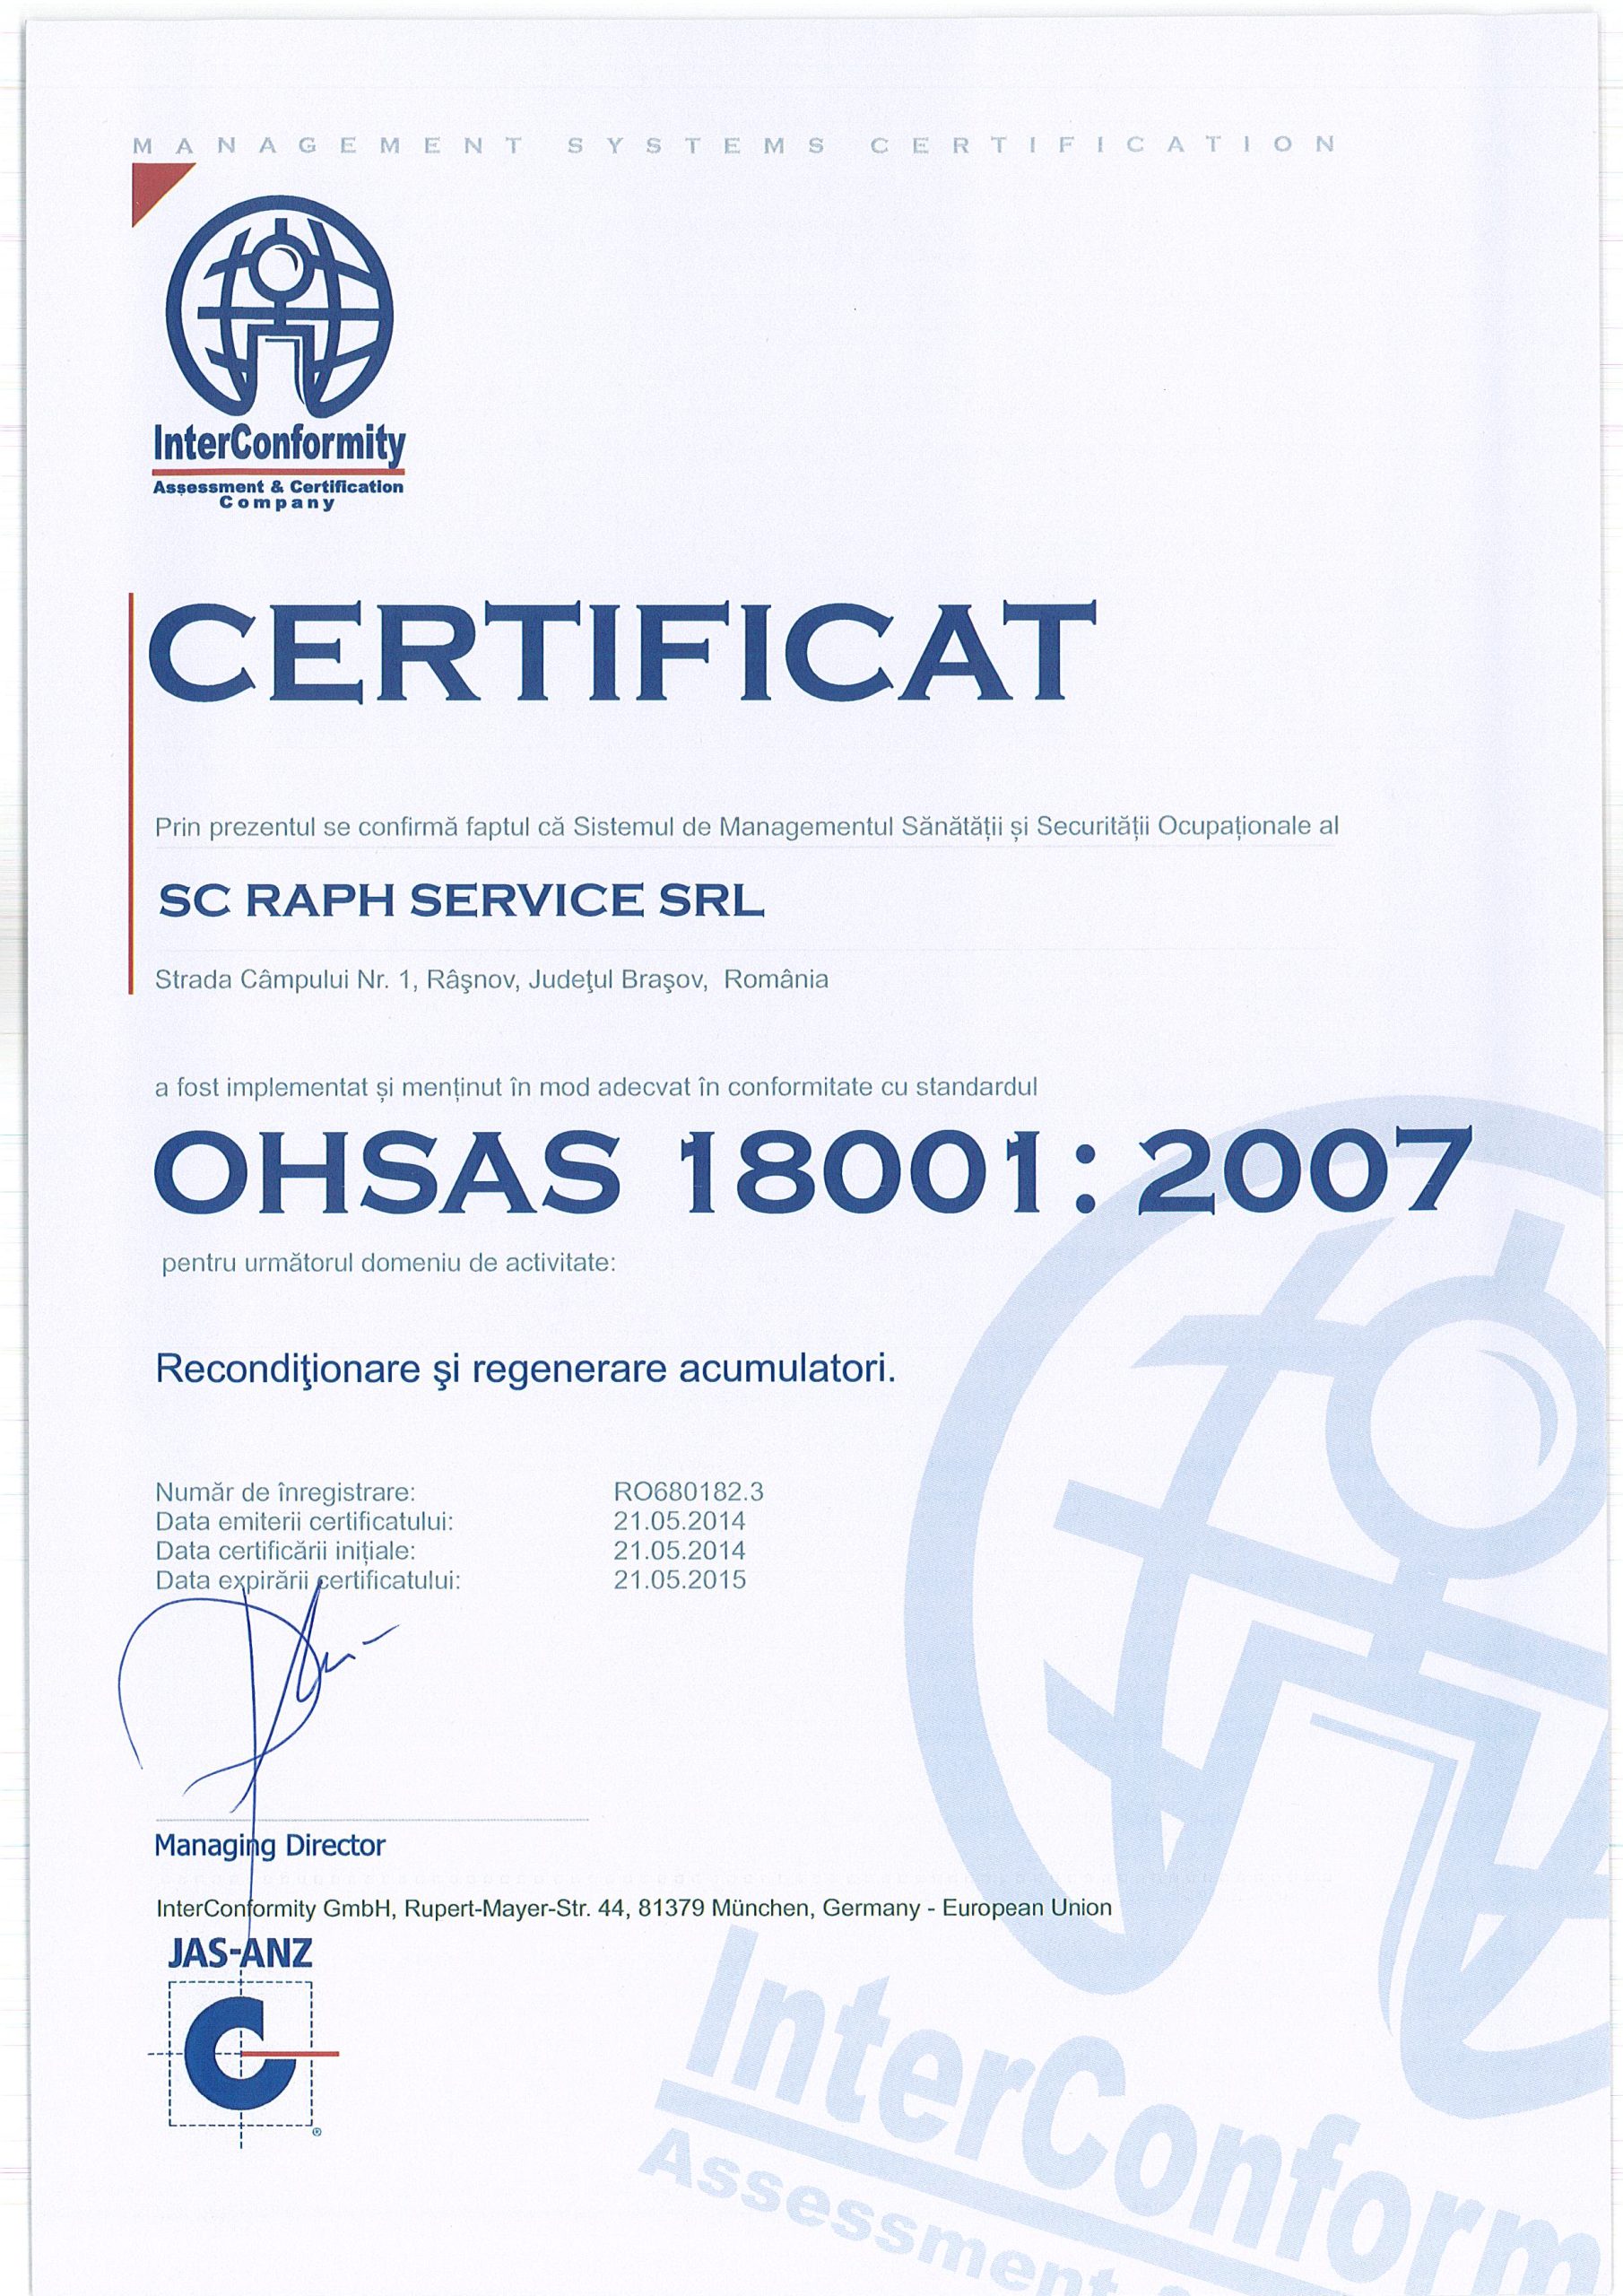 MANAGEMENT SYSTEMS CERTIFICATION
InterConformity
Assessment & Certification
Company
CERTIFICAT
Prin prezentul se confirmă faptul că Sistemul de Managementul Sănătății și Securității Ocupaționale al
SC RAPH SERVICE SRL
Strada Câmpului Nr. 1, Râşnov, Judeţul Braşov, România
a fost implementat și menținut în mod adecvat în conformitate cu standardul
OHSAS 18001: 2007
pentru următorul domeniu de activitate:
Recondiţionare şi regenerare acumulatori.
Număr de înregistrare: RO680182.3
Data emiterii certificatului: 21.05.2014
Data certificării inițiale: 21.05.2014
Data expirării certificatului: 21.05.2015
Managing Director
InterConformity GmbH, Rupert-Mayer-Str. 44, 81379 München, Germany - European Union
JAS-ANZ
C
®
InterConform
Assessment